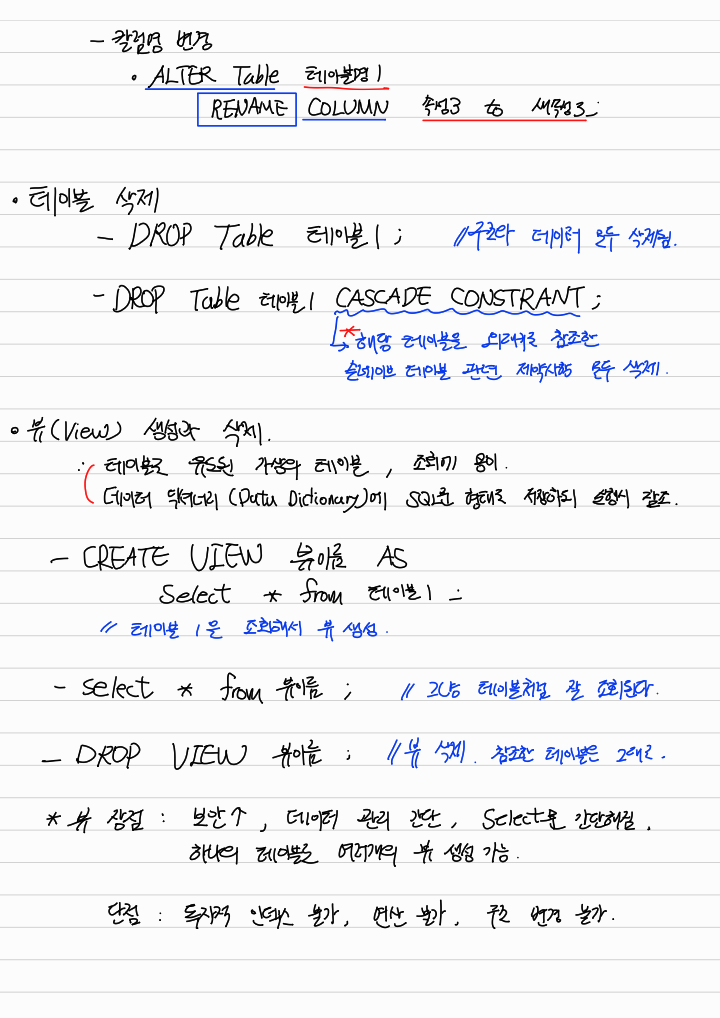 - 칼럼명 변경
• ALTER Table 테이블명1
RENAME COLUMN 속성3 to 새속성3;
• 테이블 삭제
- DROP Table 테이블1 ; // 구조와 데이터 모두 삭제됨.
- DROP Table 테이블1 CASCADE CONSTRANT ;
* 해당 테이블을 외래키로 참조한
슬레이브 테이블 관련 제약사항 모두 삭제.
• 뷰(View) 생성과 삭제.
: 테이블로 유도된 가상의 테이블, 조회에 용이.
데이터 딕셔너리 (Data Dictionary)에 SQL문 형태로 저장하되 실행시 참조.
- CREATE VIEW 뷰이름 AS
Select * from 테이블1 ;
// 테이블 1을 조회해서 뷰 생성.
- select * from 뷰이름 ; // 그냥 테이블처럼 잘 조회된다.
- DROP VIEW 뷰이름 ; // 뷰 삭제. 참조한 테이블은 그대로.
* 뷰 장점 : 보안↑, 데이터 관리 간단, Select문 간단해짐.
하나의 테이블로 여러개의 뷰 생성 가능.
단점 : 독자적 인덱스 불가, 연산 불가, 구조 변경 불가.